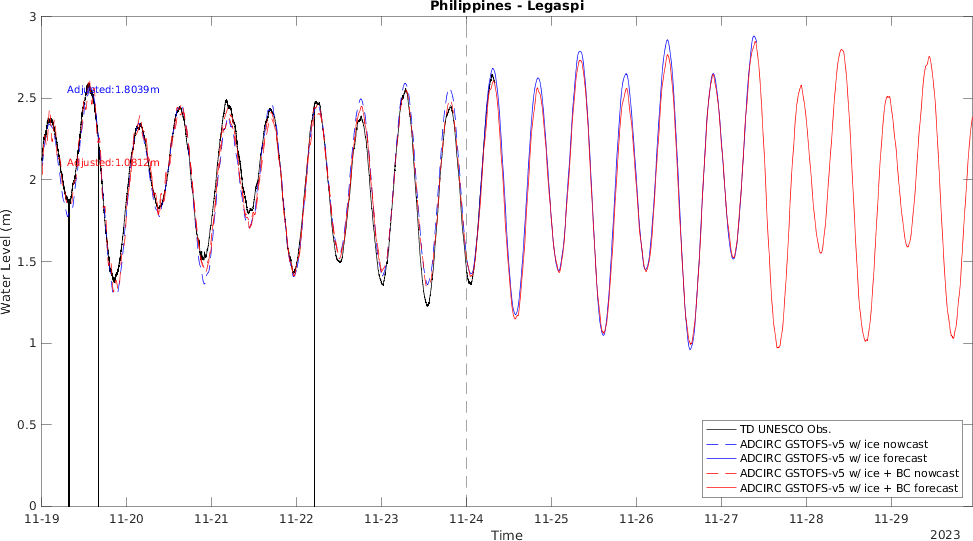 Philippines - Legaspi
3
2.5
2
1.5
1
0.5
0
Water Level (m)
Adjusted:1.8039m
Adjusted:1.0812m
TD UNESCO Obs.
ADCIRC GSTOFS-v5 w/ ice nowcast
ADCIRC GSTOFS-v5 w/ ice forecast
ADCIRC GSTOFS-v5 w/ ice + BC nowcast
ADCIRC GSTOFS-v5 w/ ice + BC forecast
11-19 11-20 11-21 11-22 11-23 11-24 11-25 11-26 11-27 11-28 11-29
Time
2023